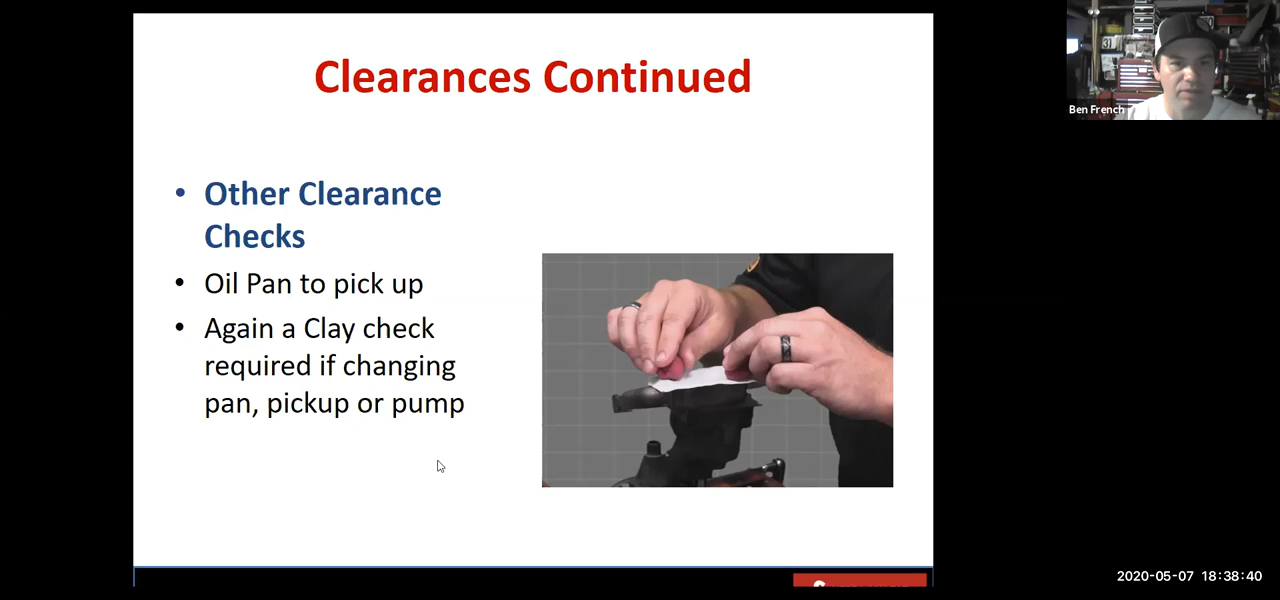 Clearances Continued
Ben French
• Other Clearance
Checks
• Oil Pan to pick up
• Again a Clay check
required if changing
pan, pickup or pump
2020-05-07 18:38:40